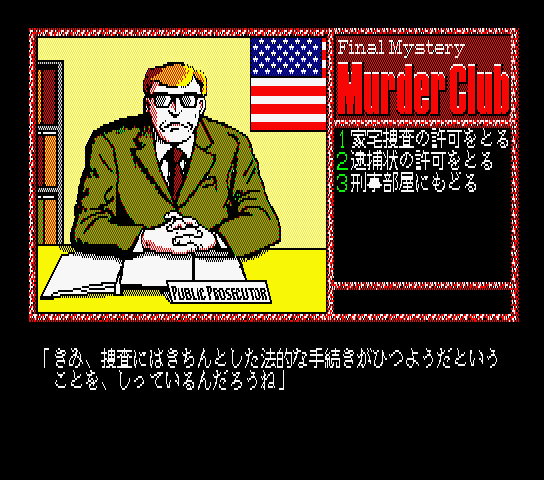 Final Mystery
Murder Club
1 家宅捜査の許可をとる
2 逮捕状の許可をとる
3 刑事部屋にもどる
PUBLIC PROSECUTOR
「きみ、捜査にはきちんとした法的な手続きがひつようだという
ことを、しっているんだろうね」